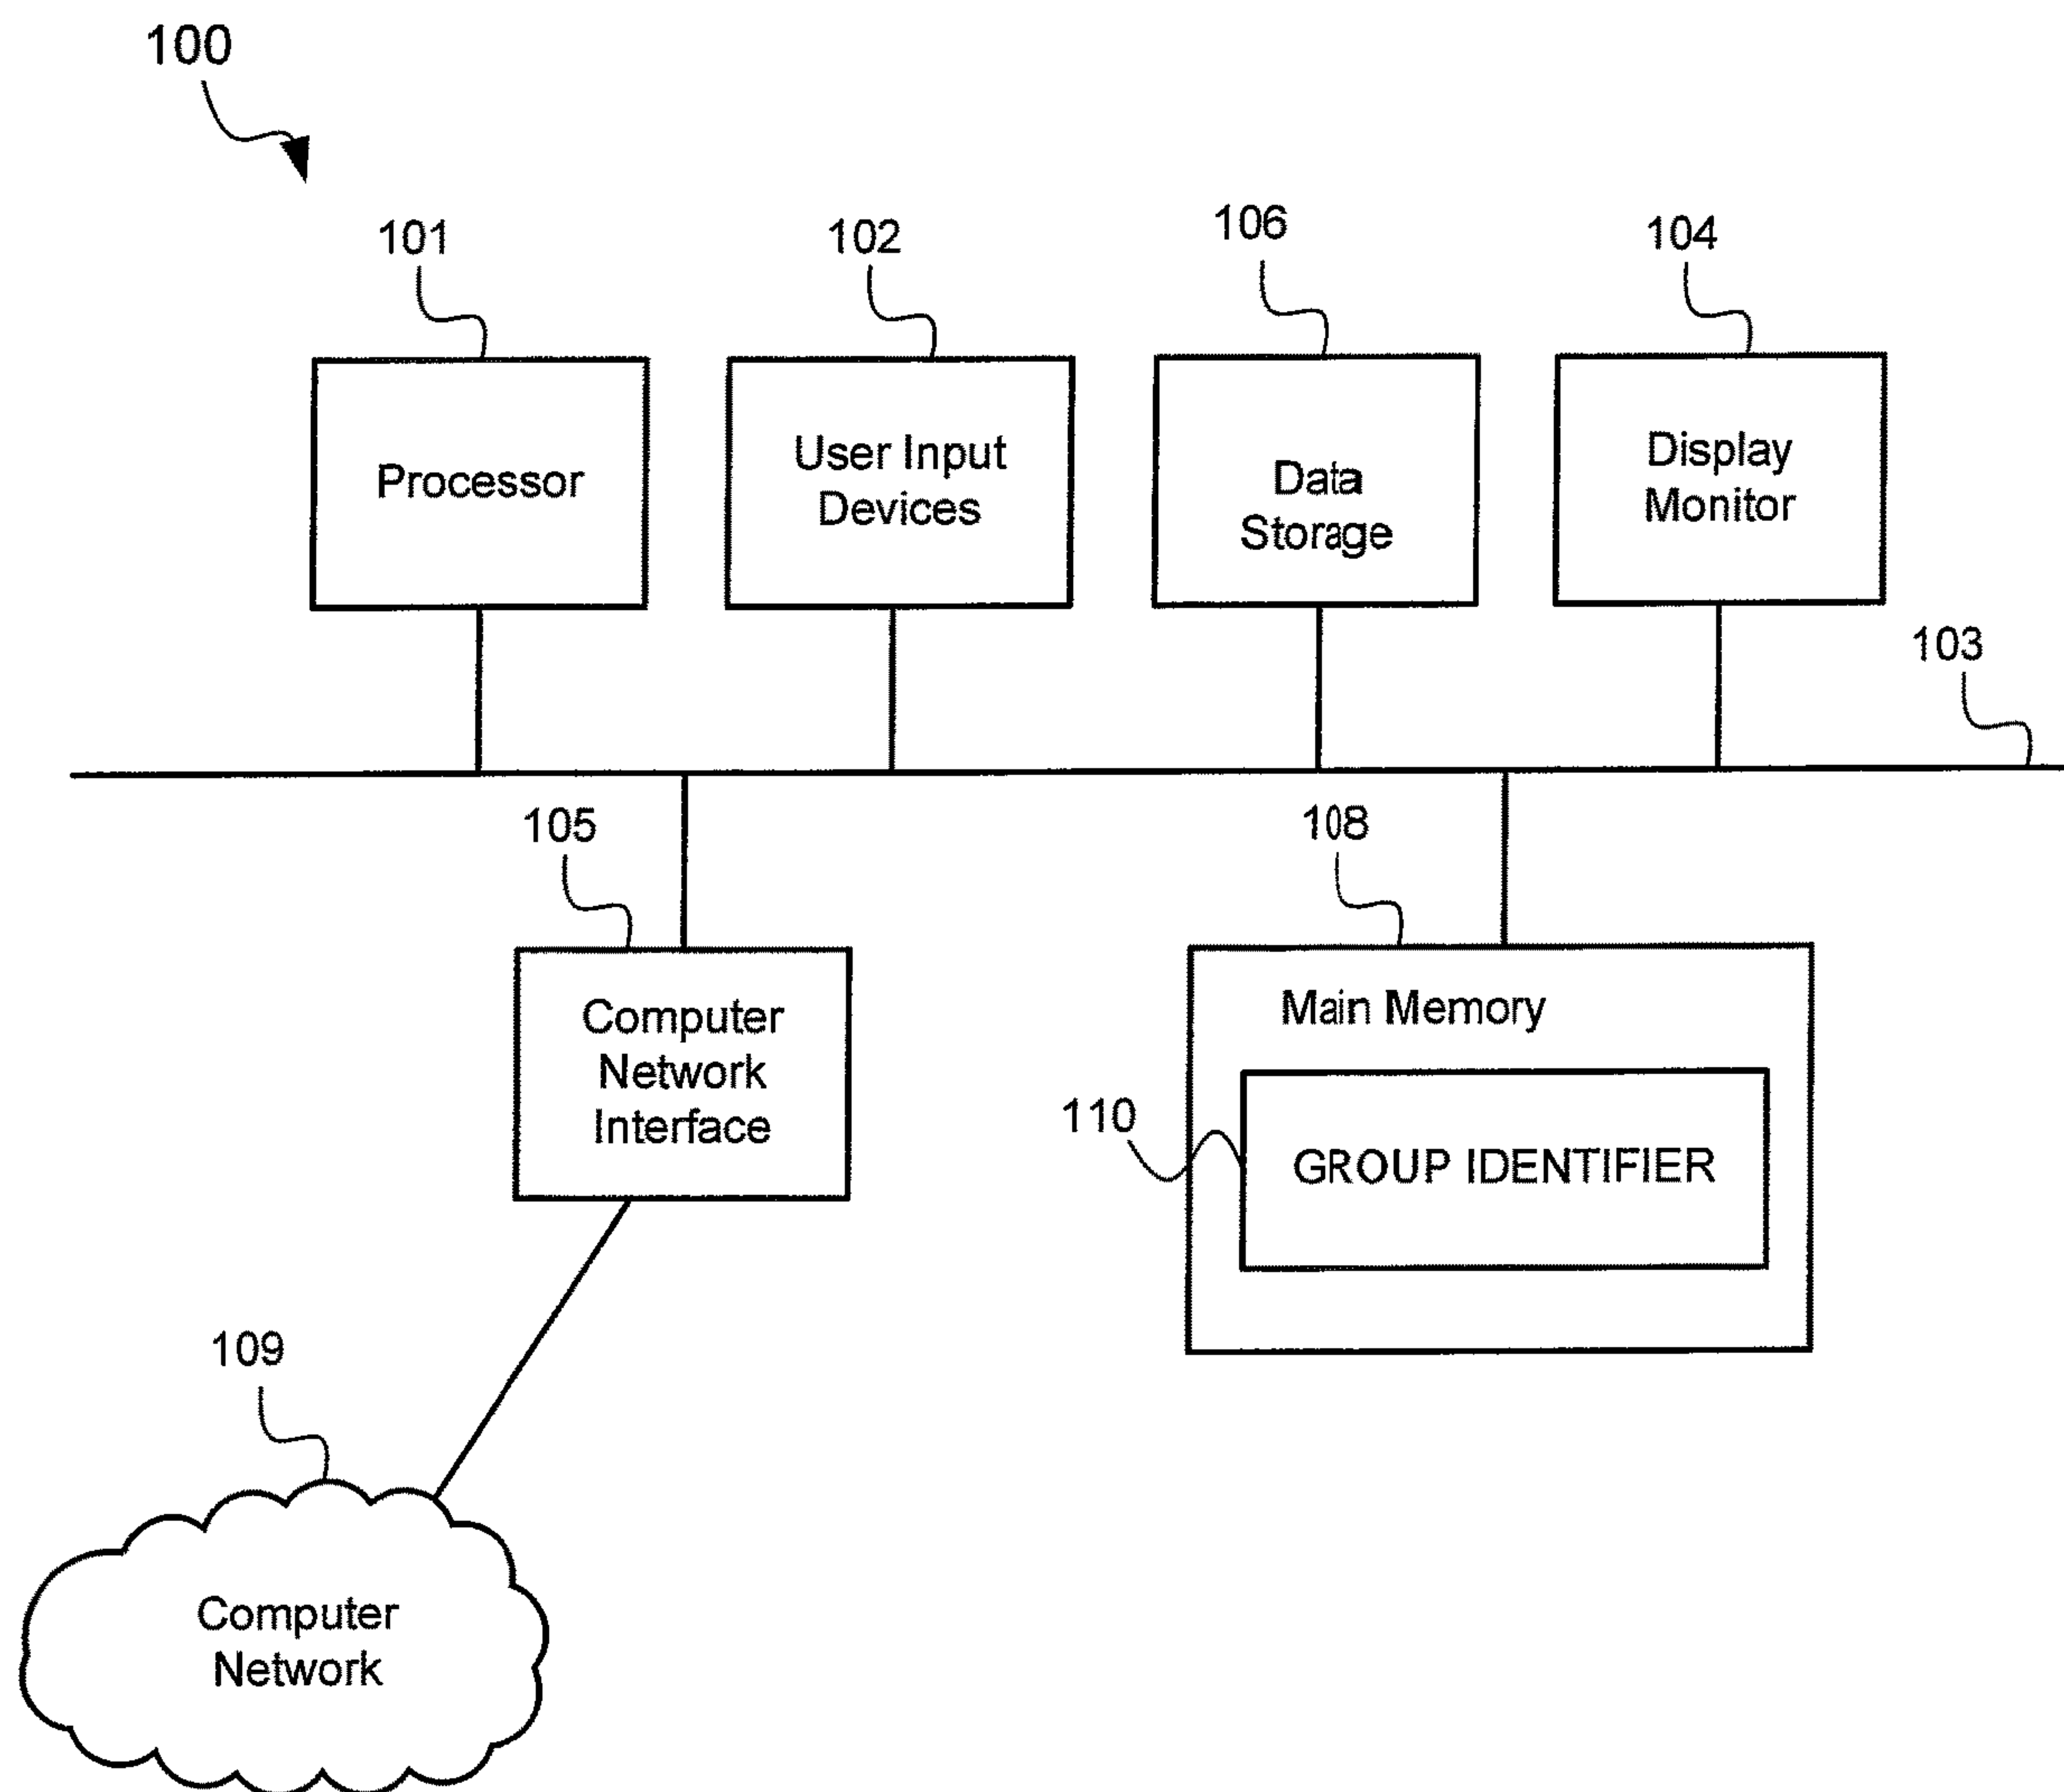 100
101
102
106
104
Processor
User Input
Devices
Data
Storage
Display
Monitor
103
105
108
Computer
Network
Interface
Main Memory
110
GROUP IDENTIFIER
109
Computer
Network